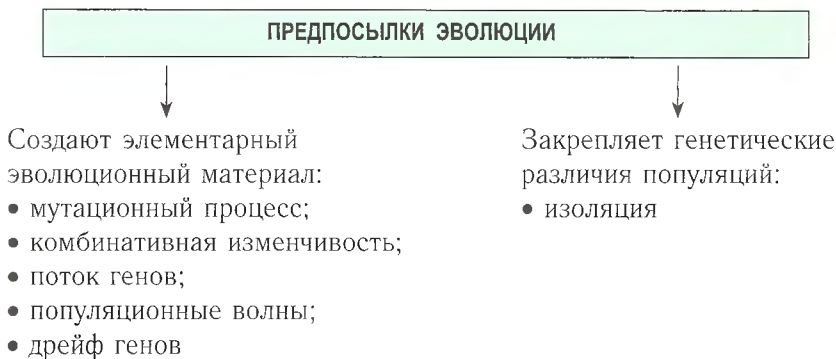 ПРЕДПОСЫЛКИ ЭВОЛЮЦИИ
Создают элементарный
эволюционный материал:
• мутационный процесс;
• комбинативная изменчивость;
• поток генов;
• популяционные волны;
• дрейф генов
Закрепляет генетические
различия популяций:
• изоляция